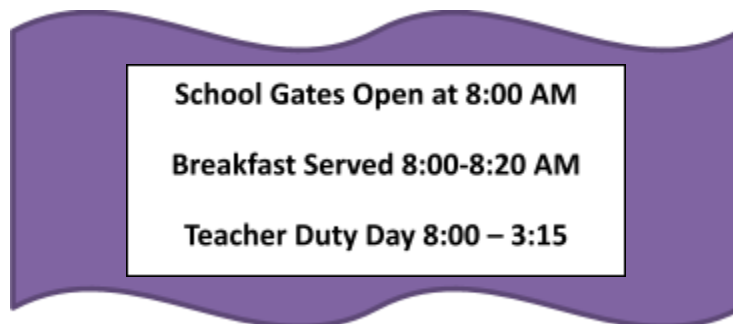 School Gates Open at 8:00 AM
Breakfast Served 8:00-8:20 AM
Teacher Duty Day 8:00 – 3:15